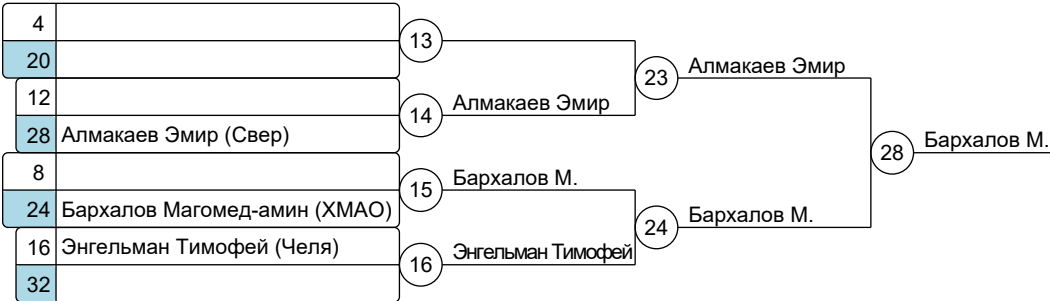 4
20
13
12
28 Алмакаев Эмир (Свер)
14
Алмакаев Эмир
23
Алмакаев Эмир
8
24 Бархалов Магомед-амин (ХМАО)
15
Бархалов М.
16 Энгельман Тимофей (Челя)
32
16
Энгельман Тимофей
24
Бархалов М.
28
Бархалов М.